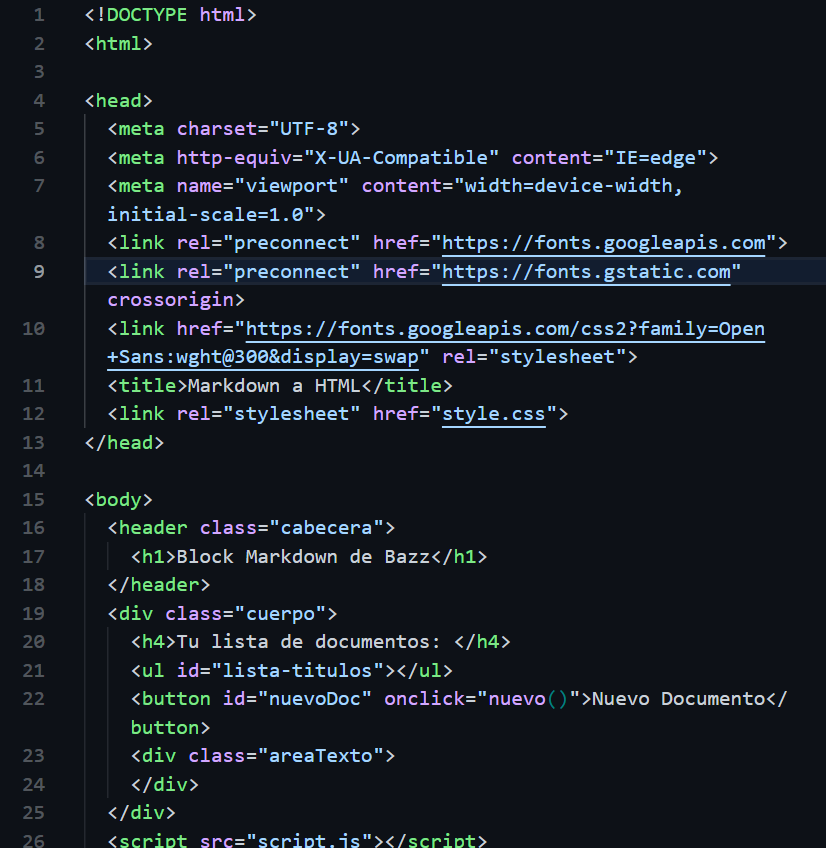 1 <!DOCTYPE html>
2 <html>
3
4 <head>
5 <meta charset="UTF-8">
6 <meta http-equiv="X-UA-Compatible" content="IE=edge">
7 <meta name="viewport" content="width=device-width,
initial-scale=1.0">
8 <link rel="preconnect" href="https://fonts.googleapis.com">
9 <link rel="preconnect" href="https://fonts.gstatic.com"
crossorigin>
10 <link href="https://fonts.googleapis.com/css2?family=Open
+Sans:wght@300&display=swap" rel="stylesheet">
11 <title>Markdown a HTML</title>
12 <link rel="stylesheet" href="style.css">
13 </head>
14
15 <body>
16 <header class="cabecera">
17 <h1>Block Markdown de Bazz</h1>
18 </header>
19 <div class="cuerpo">
20 <h4>Tu lista de documentos: </h4>
21 <ul id="lista-titulos"></ul>
22 <button id="nuevoDoc" onclick="nuevo()">Nuevo Documento</
button>
23 <div class="areaTexto">
24 </div>
25 </div>
26 <script src="script.js"></script>